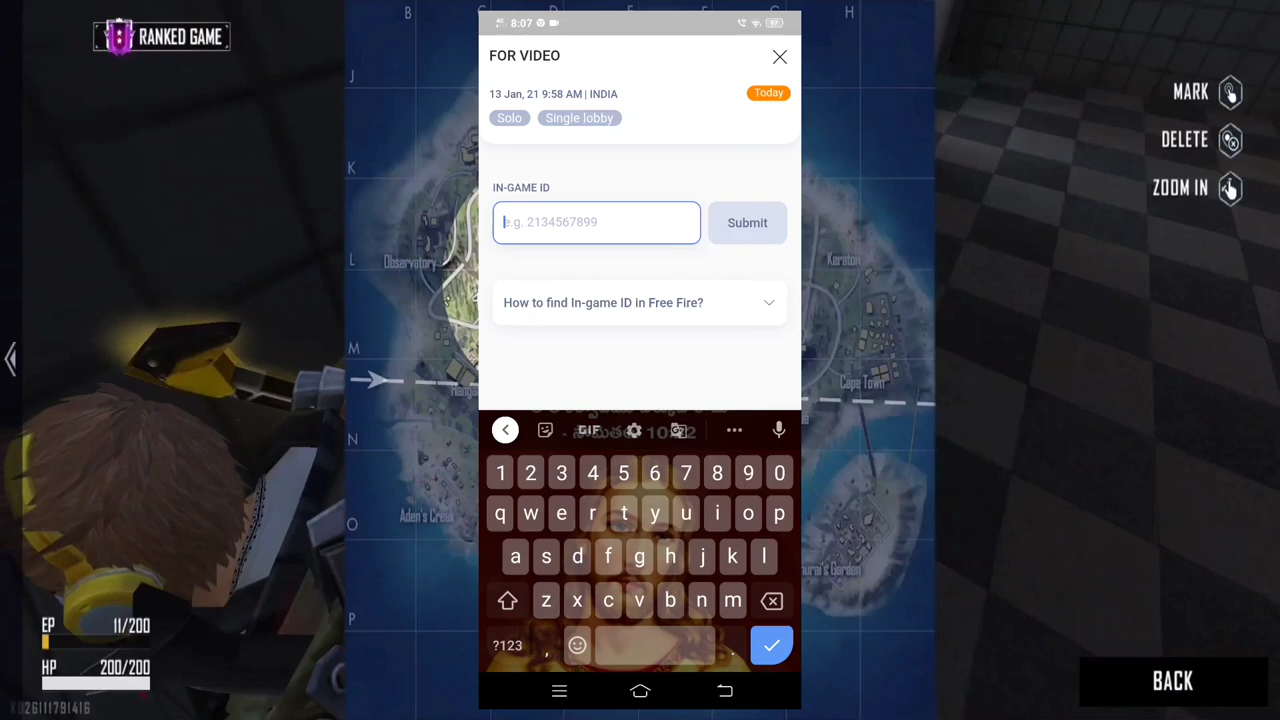 RANKED GAME
B
C
D
E
F
G
H
J
K
L
M
N
O
P
MARK
DELETE
ZOOM IN
Observatory
Keraton
Cape Town
Aden's Creek
EP 11/200
HP 200/200
BACK
8:07
97
FOR VIDEO
13 Jan, 21 9:58 AM | INDIA
Today
Solo Single lobby
IN-GAME ID
e.g. 2134567899
Submit
How to find In-game ID in Free Fire?
GIF
1 2 3 4 5 6 7 8 9 0
q w e r t y u i o p
a s d f g h j k l
z x c v b n m
?123 , .